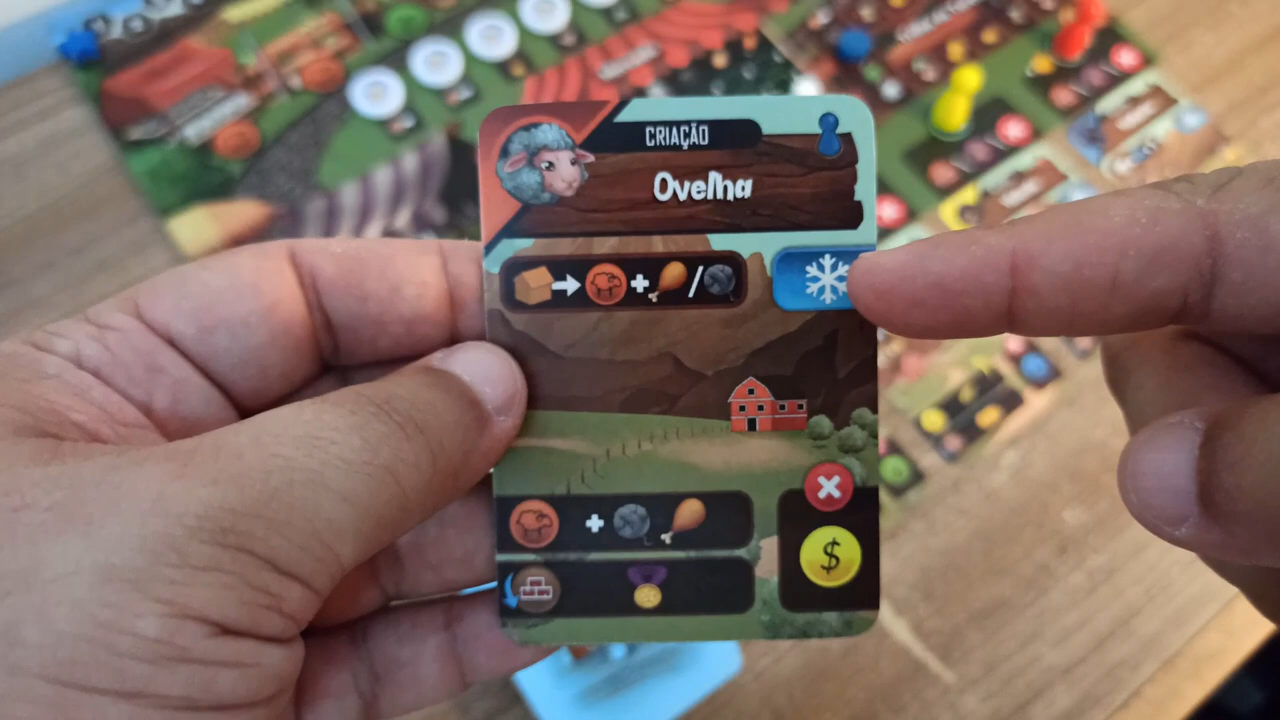 CRIAÇÃO
Ovelha
+
/
+
$